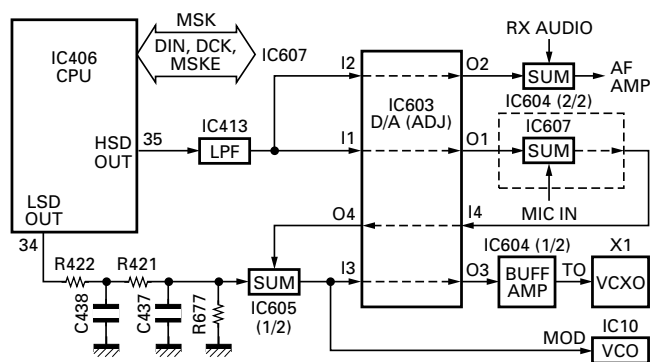 MSK
RX AUDIO
IC406
CPU
DIN, DCK,
MSKE
IC607
I2
O2
SUM
AF
AMP
IC603
D/A (ADJ)
IC604 (2/2)
HSD
OUT
35
IC413
LPF
I1
O1
IC607
SUM
LSD
OUT
O4
I4
MIC IN
34
R422
R421
SUM
I3
O3
IC604 (1/2)
BUFF
AMP
TO
X1
VCXO
C438
C437
R677
IC605
(1/2)
MOD
IC10
VCO